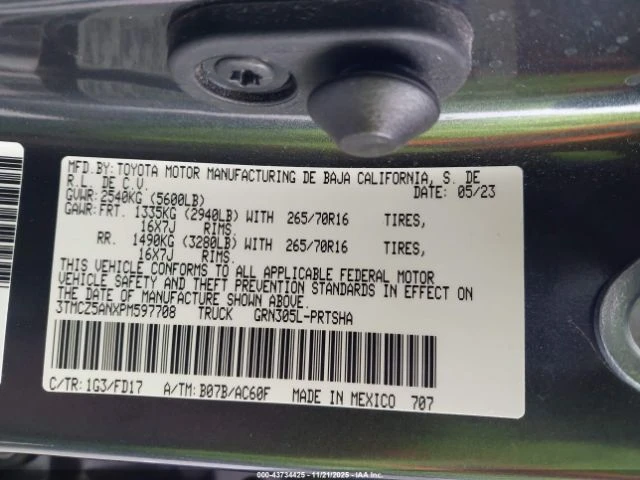 MFD.BY: TOYOTA MOTOR MANUFACTURING DE BAJA CALIFORNIA, S. DE
R.L. DE C.V. DATE: 05/23
GVWR: 2540KG (5600LB)
GAWR: FRT. 1335KG (2940LB) WITH 265/70R16 TIRES,
16X7J RIMS.
RR. 1490KG (3280LB) WITH 265/70R16 TIRES,
16X7J RIMS.
THIS VEHICLE CONFORMS TO ALL APPLICABLE FEDERAL MOTOR
VEHICLE SAFETY AND THEFT PREVENTION STANDARDS IN EFFECT ON
THE DATE OF MANUFACTURE SHOWN ABOVE.
3TMCZ5ANXPM597708 TRUCK GRN305L-PRTSHA
C/TR: 1G3/FD17 A/TM: B07B/AC60F MADE IN MEXICO 707
000-43734425 - 11/21/2025 - IAA Inc.